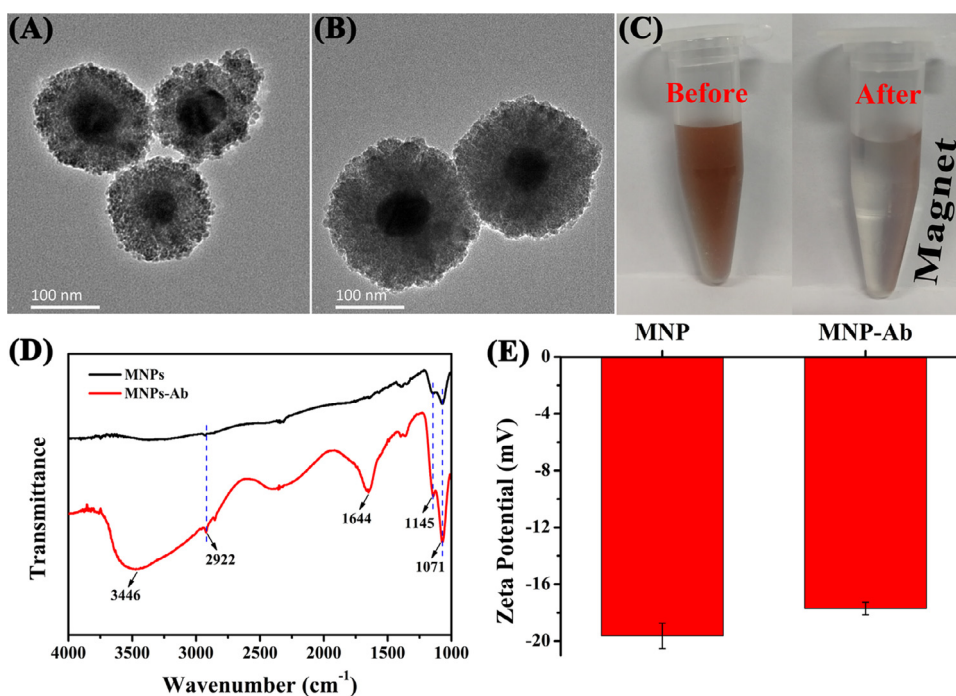 (A)
100 nm
(B)
100 nm
(C)
Before
After
Magnet
(D)
MNPs
MNPs-Ab
3446
2922
1644
1145
1071
Transmittance
4000
3500
3000
2500
2000
1500
1000
Wavenumber (cm⁻¹)
(E)
MNP
MNP-Ab
0
-4
-8
-12
-16
-20
Zeta Potential (mV)